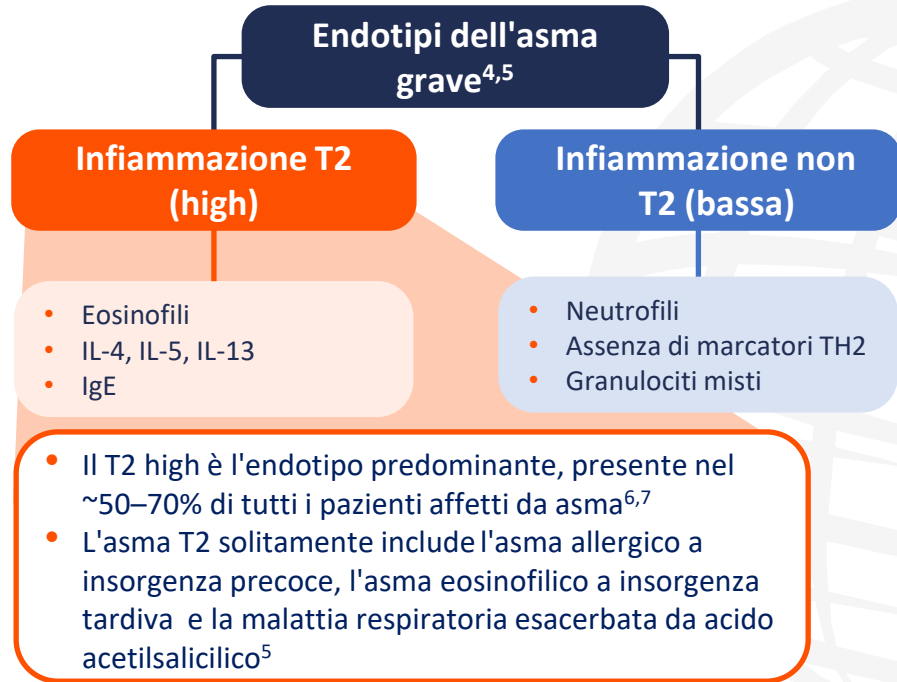 Endotipi dell'asma
grave4,5
Infiammazione T2
(high)
Infiammazione non
T2 (bassa)
• Eosinofili
• IL-4, IL-5, IL-13
• IgE
• Neutrofili
• Assenza di marcatori TH2
• Granulociti misti
• Il T2 high è l'endotipo predominante, presente nel
~50–70% di tutti i pazienti affetti da asma6,7
• L'asma T2 solitamente include l'asma allergico a
insorgenza precoce, l'asma eosinofilico a insorgenza
tardiva e la malattia respiratoria esacerbata da acido
acetilsalicilico5